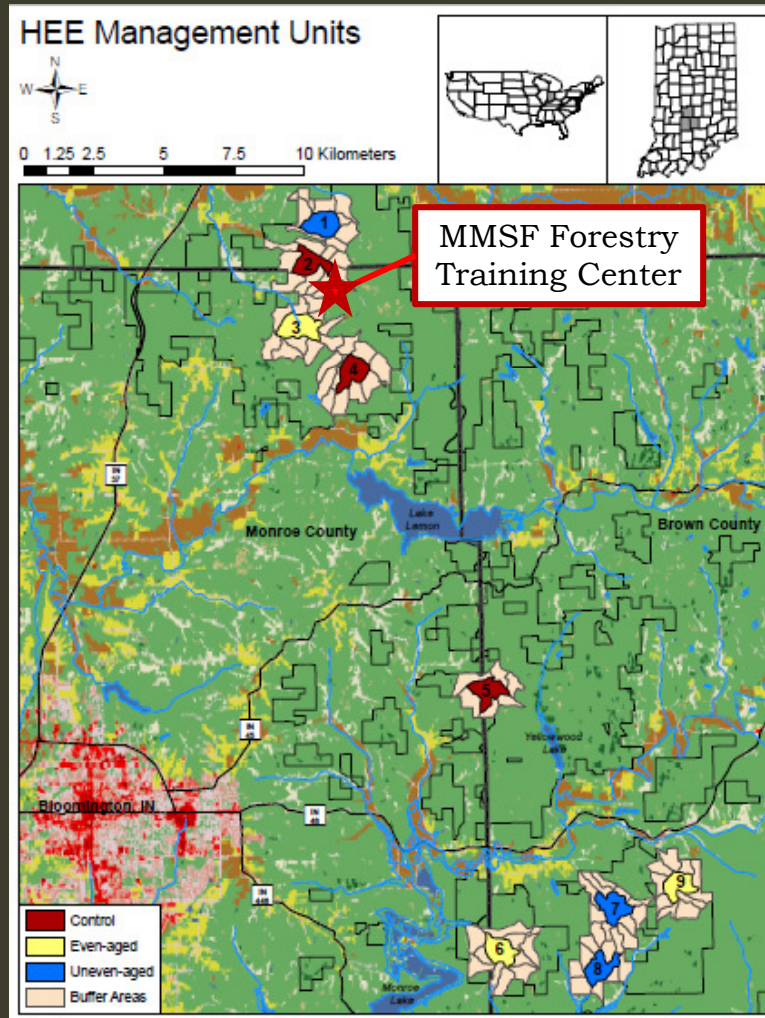 HEE Management Units
N
W E
S
0 1.25 2.5 5 7.5 10 Kilometers
1
MMSF Forestry
Training Center
2
3
4
IN
37
Lake
Lemon
Monroe County
Brown County
5
IN
45
Yellowwood
Lake
Bloomington, IN
IN
46
9
IN
446
7
6
8
Monroe
Lake
Control
Even-aged
Uneven-aged
Buffer Areas